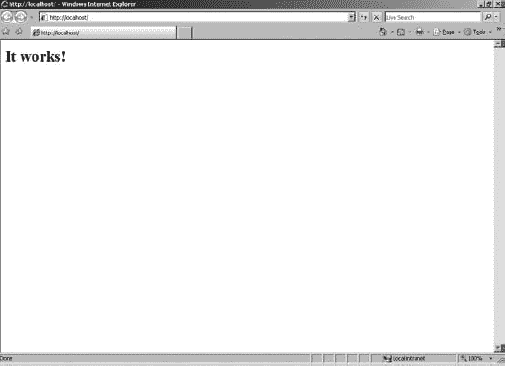 http://localhost/ - Windows Internet Explorer
http://localhost/
Live Search
http://localhost/
Page
Tools
It works!
Done
Local intranet
100%